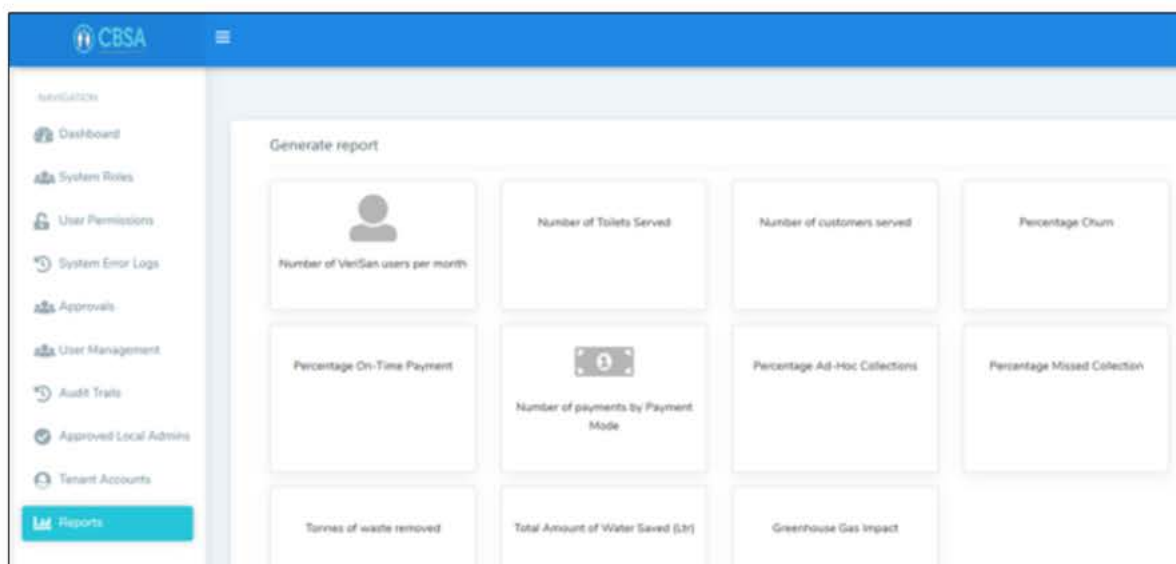 CBSA
NAVIGATION
Dashboard
System Roles
User Permissions
System Error Logs
Approvals
User Management
Audit Trails
Approved Local Admins
Tenant Accounts
Reports
Generate report
Number of VeriSan users per month
Number of Toilets Served
Number of customers served
Percentage Churn
Percentage On-Time Payment
1
Number of payments by Payment
Mode
Percentage Ad-Hoc Collections
Percentage Missed Collection
Tonnes of waste removed
Total Amount of Water Saved (Ltr)
Greenhouse Gas Impact